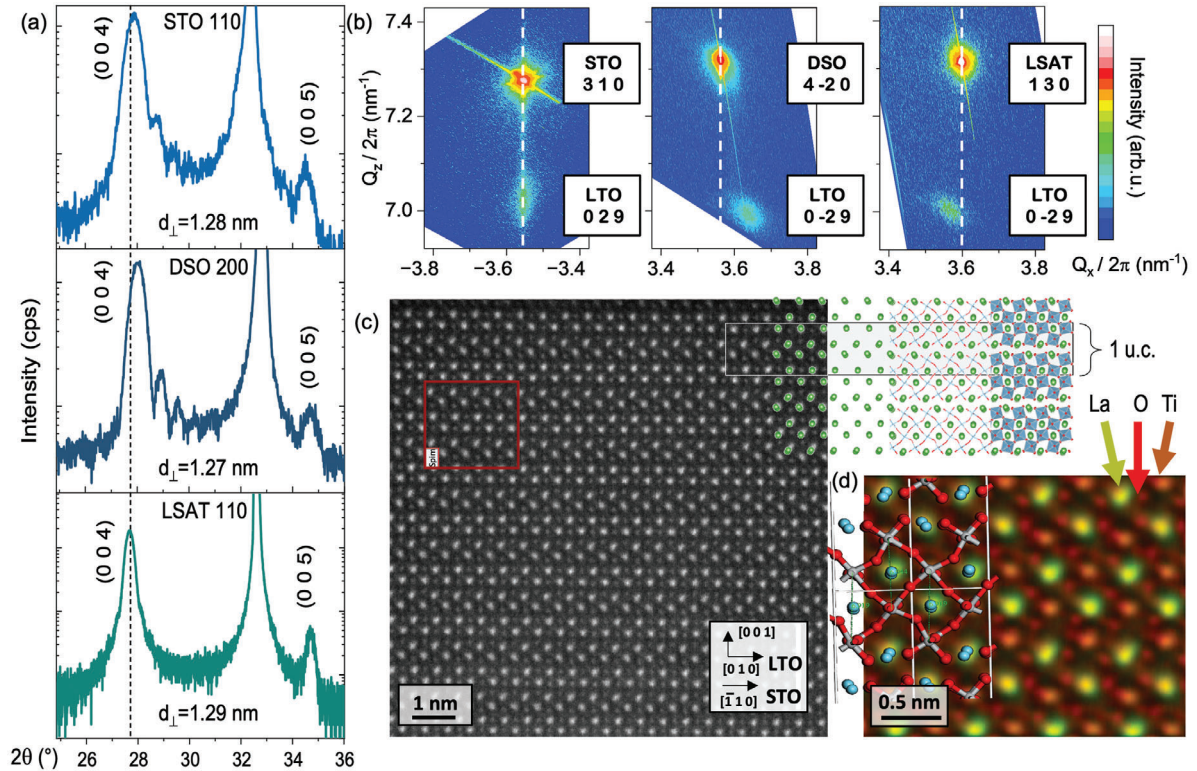 (a)
STO 110
(0 0 4)
(0 0 5)
d⊥=1.28 nm
DSO 200
(0 0 4)
(0 0 5)
d⊥=1.27 nm
LSAT 110
(0 0 4)
(0 0 5)
d⊥=1.29 nm
Intensity (cps)
2θ (°)
26 28 30 32 34 36
(b)
7.4
7.2
7.0
Qz / 2π (nm-1)
STO
3 1 0
LTO
0 2 9
−3.8 −3.6 −3.4
DSO
4 -2 0
LTO
0 -2 9
3.4 3.6 3.8
LSAT
1 3 0
LTO
0 -2 9
3.4 3.6 3.8
Qx / 2π (nm-1)
Intensity (arb.u.)
(c)
Spim
1 u.c.
[0 0 1]
[0 1 0] LTO
[1̅ 1 0] STO
1 nm
La O Ti
(d)
0.5 nm